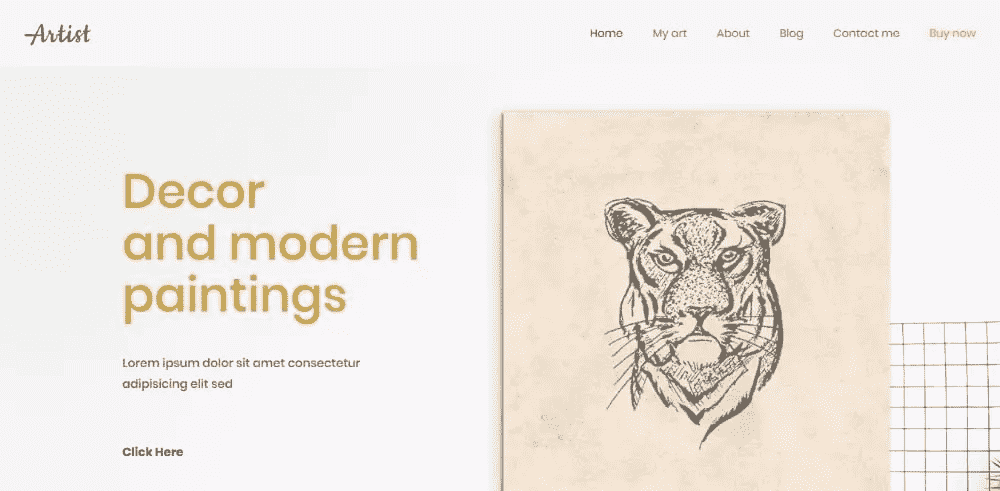 Artist
Home My art About Blog Contact me Buy now
Decor
and modern
paintings
Lorem ipsum dolor sit amet consectetur
adipisicing elit sed
Click Here